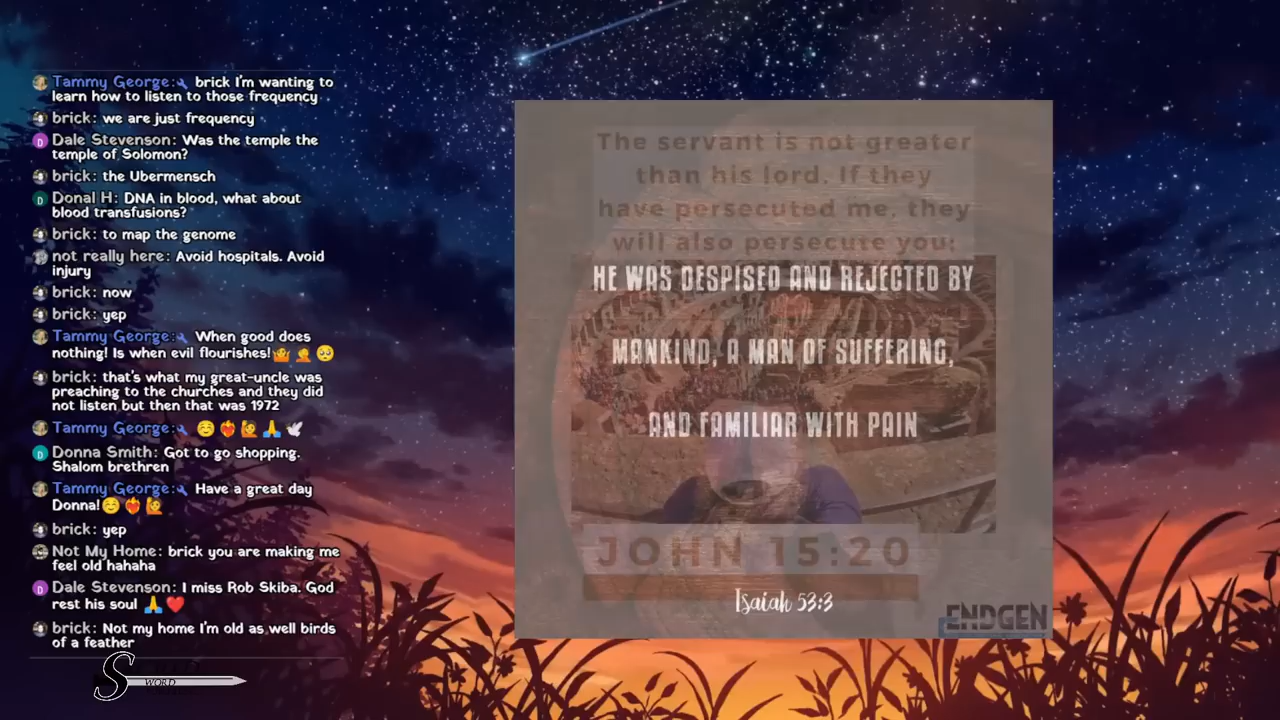 Tammy George: brick I'm wanting to
learn how to listen to those frequency
brick: we are just frequency
Dale Stevenson: Was the temple the
temple of Solomon?
brick: the Ubermensch
Donal H: DNA in blood, what about
blood transfusions?
brick: to map the genome
not really here: Avoid hospitals. Avoid
injury
brick: now
brick: yep
Tammy George: When good does
nothing! Is when evil flourishes!🤷🤦🥺
brick: that's what my great-uncle was
preaching to the churches and they did
not listen but then that was 1972
Tammy George: ☺️❤️‍🔥🙋🙏🕊️
Donna Smith: Got to go shopping.
Shalom brethren
Tammy George: Have a great day
Donna!☺️❤️‍🔥🙋
brick: yep
Not My Home: brick you are making me
feel old hahaha
Dale Stevenson: I miss Rob Skiba. God
rest his soul 🙏❤️
brick: Not my home I'm old as well birds
of a feather
SWORD
The servant is not greater
than his lord. If they
have persecuted me, they
will also persecute you;
HE WAS DESPISED AND REJECTED BY
MANKIND, A MAN OF SUFFERING,
AND FAMILIAR WITH PAIN
JOHN 15:20
Isaiah 53:3
ENDGEN